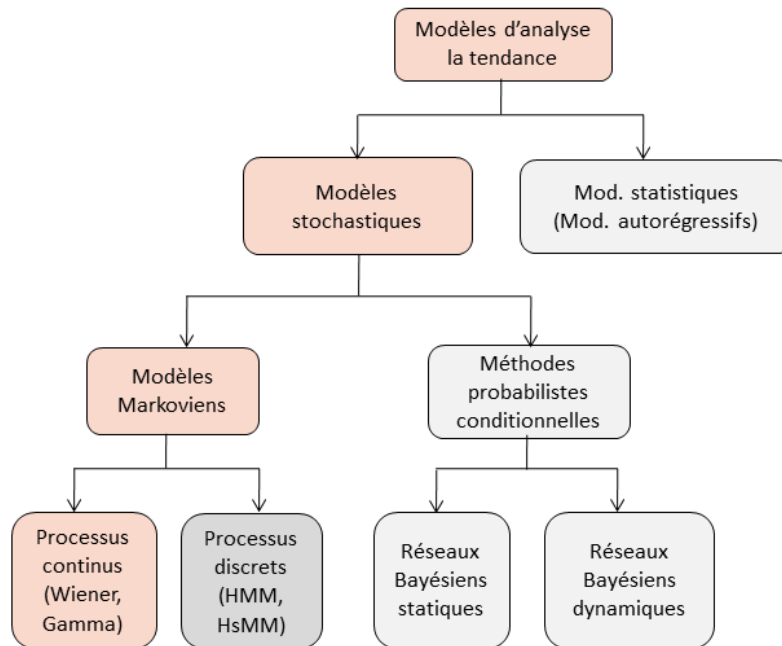 Modèles d’analyse
la tendance
Modèles
stochastiques
Mod. statistiques
(Mod. autorégressifs)
Modèles
Markoviens
Méthodes
probabilistes
conditionnelles
Processus
continus
(Wiener,
Gamma)
Processus
discrets
(HMM,
HsMM)
Réseaux
Bayésiens
statiques
Réseaux
Bayésiens
dynamiques